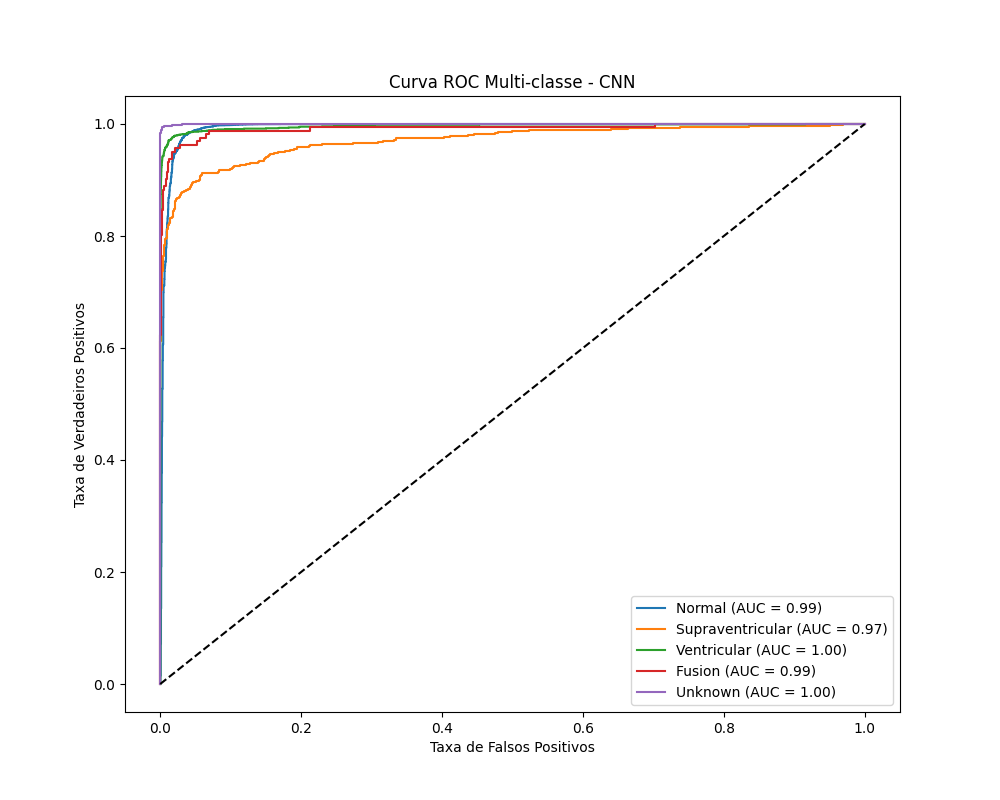 Curva ROC Multi-classe - CNN
1.0
0.8
0.6
0.4
0.2
0.0
Taxa de Verdadeiros Positivos
Normal (AUC = 0.99)
Supraventricular (AUC = 0.97)
Ventricular (AUC = 1.00)
Fusion (AUC = 0.99)
Unknown (AUC = 1.00)
0.0 0.2 0.4 0.6 0.8 1.0
Taxa de Falsos Positivos